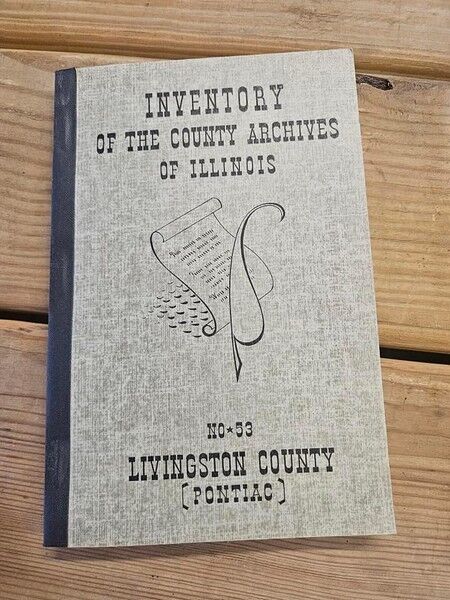 INVENTORY
OF THE COUNTY ARCHIVES
OF ILLINOIS
NO★53
LIVINGSTON COUNTY
[PONTIAC]